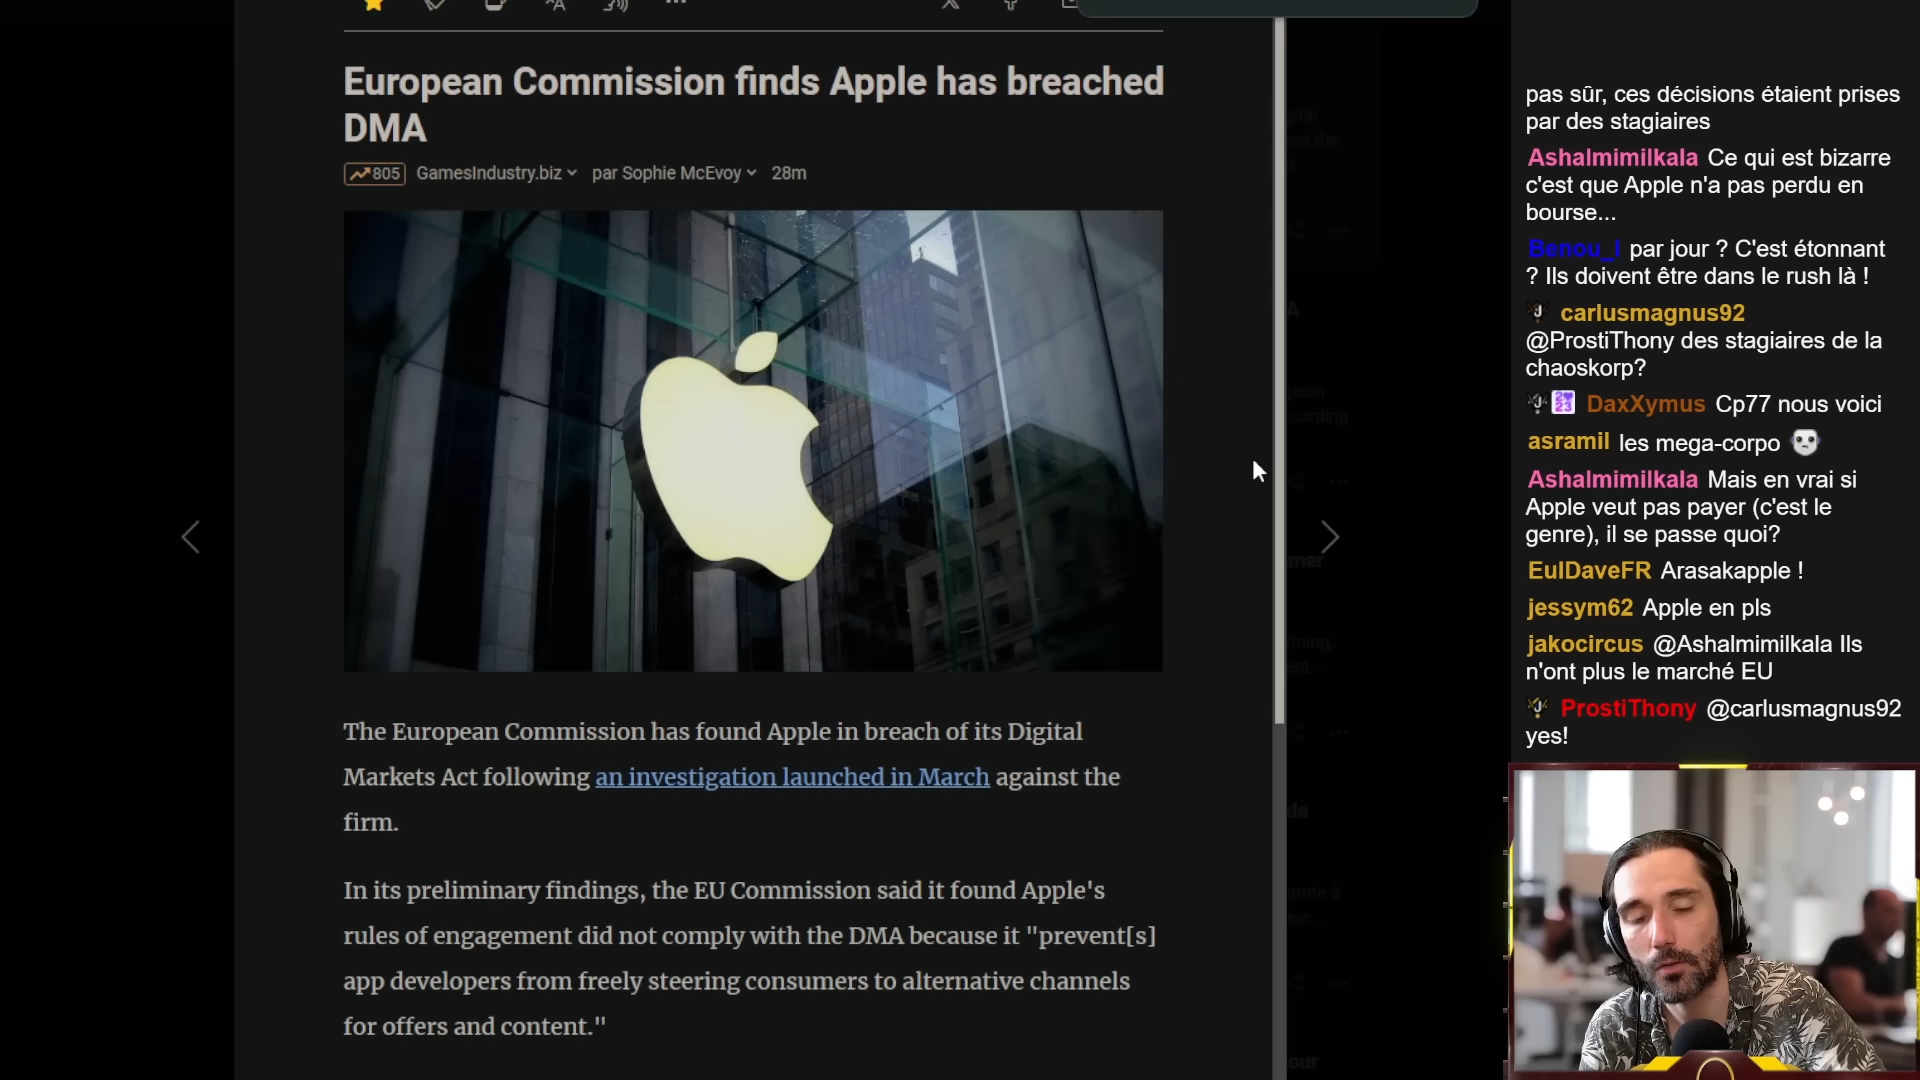 European Commission finds Apple has breached
DMA
805 GamesIndustry.biz par Sophie McEvoy 28m
The European Commission has found Apple in breach of its Digital
Markets Act following an investigation launched in March against the
firm.
In its preliminary findings, the EU Commission said it found Apple's
rules of engagement did not comply with the DMA because it "prevent[s]
app developers from freely steering consumers to alternative channels
for offers and content."
pas sûr, ces décisions étaient prises
par des stagiaires
Ashalmimilkala Ce qui est bizarre
c'est que Apple n'a pas perdu en
bourse...
Benou_I par jour ? C'est étonnant
? Ils doivent être dans le rush là !
carlusmagnus92
@ProstiThony des stagiaires de la
chaoskorp?
DaxXymus Cp77 nous voici
asramil les mega-corpo
Ashalmimilkala Mais en vrai si
Apple veut pas payer (c'est le
genre), il se passe quoi?
EulDaveFR Arasakapple !
jessym62 Apple en pls
jakocircus @Ashalmimilkala Ils
n'ont plus le marché EU
ProstiThony @carlusmagnus92
yes!